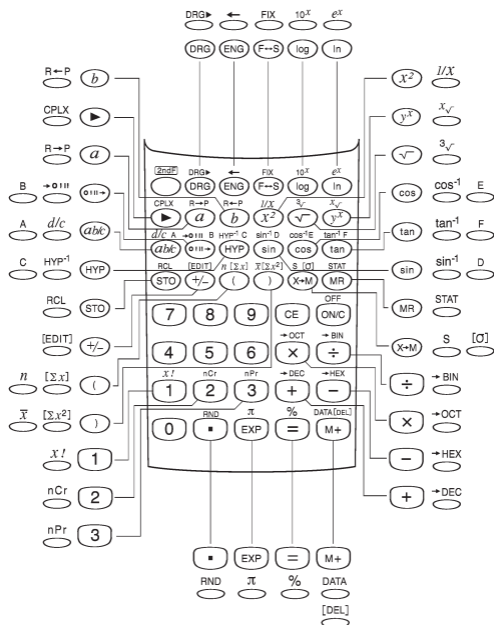 DRG► ← FIX 10ˣ eˣ
DRG ENG F↔S log ln
R←P b x² 1/X
CPLX ► yˣ ˣ√
R→P a √ ³√
B →o'" o'"→ cos cos⁻¹ E
A d/c ab/c tan tan⁻¹ F
C HYP⁻¹ HYP sin sin⁻¹ D
RCL STO MR STAT
[EDIT] +/− X→M S [σ]
n [Σx] ( ÷ →BIN
x̄ [Σx²] ) × →OCT
x! 1 − →HEX
nCr 2 + →DEC
nPr 3
2ndF DRG► ← FIX 10ˣ eˣ
DRG ENG F↔S log ln
CPLX R→P R←P 1/X ³√ ˣ√
► a b x² √ yˣ
d/c A →o'" B HYP⁻¹ C sin⁻¹ D cos⁻¹ E tan⁻¹ F
ab/c o'"→ HYP sin cos tan
RCL [EDIT] n [Σx] x̄ [Σx²] S [σ] STAT
STO +/− ( ) X→M MR
OFF
7 8 9 CE ON/C
→OCT →BIN
4 5 6 × ÷
x! nCr nPr →DEC →HEX
1 2 3 + −
RND π % DATA [DEL]
0 • EXP = M+
• EXP = M+
RND π % DATA
[DEL]